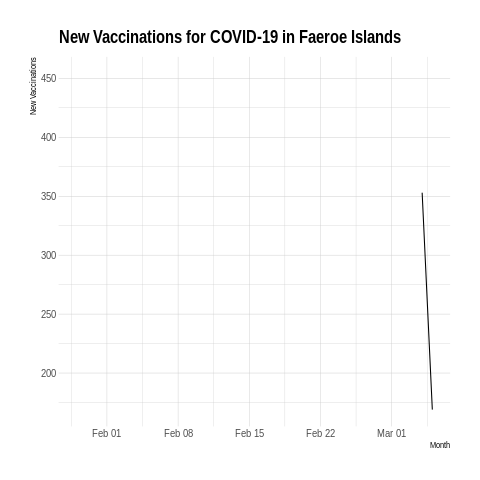 New Vaccinations for COVID-19 in Faeroe Islands
New Vaccinations
450
400
350
300
250
200
Feb 01 Feb 08 Feb 15 Feb 22 Mar 01
Month